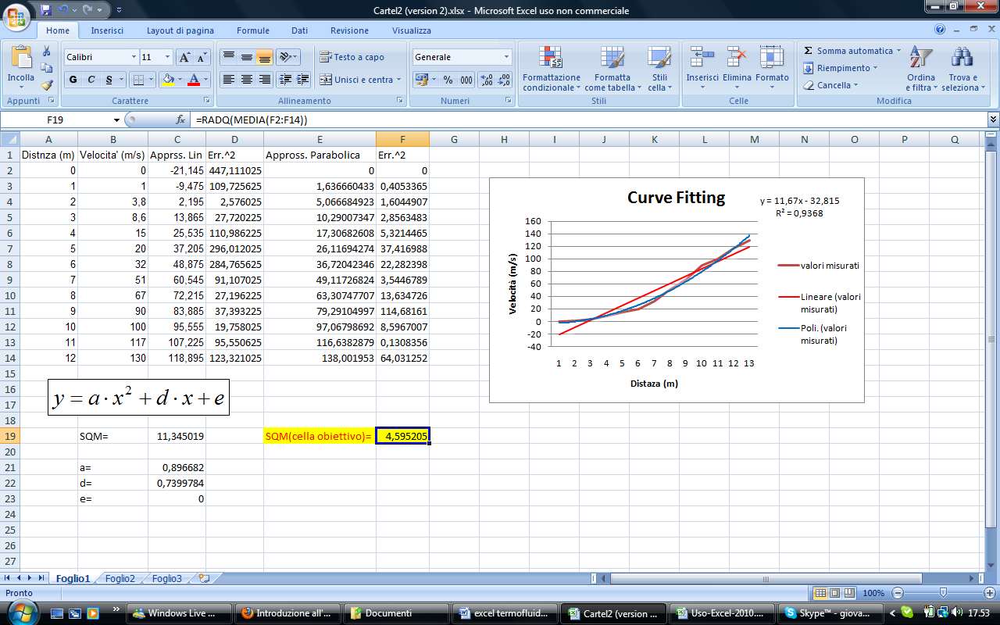 Cartel2 (version 2).xlsx - Microsoft Excel uso non commerciale
Home Inserisci Layout di pagina Formule Dati Revisione Visualizza
Incolla
Calibri 11
G C S
Testo a capo
Unisci e centra
Generale
% 000
Formattazione condizionale
Formatta come tabella
Stili cella
Inserisci Elimina Formato
Σ Somma automatica
Riempimento
Cancella
Ordina e filtra
Trova e seleziona
Appunti Carattere Allineamento Numeri Stili Celle Modifica
F19 fx =RADQ(MEDIA(F2:F14))
A B C D E F G H I J K L M N O P Q
1 Distnza (m) Velocita' (m/s) Apprss. Lin Err.^2 Appross. Parabolica Err.^2
2 0 0 -21,145 447,111025 0 0
3 1 1 -9,475 109,725625 1,636660433 0,4053365
4 2 3,8 2,195 2,576025 5,066684923 1,6044907
5 3 8,6 13,865 27,720225 10,29007347 2,8563483
6 4 15 25,535 110,986225 17,30682608 5,3214465
7 5 20 37,205 296,012025 26,11694274 37,416988
8 6 32 48,875 284,765625 36,72042346 22,282398
9 7 51 60,545 91,107025 49,11726824 3,5446789
10 8 67 72,215 27,196225 63,30747707 13,634726
11 9 90 83,885 37,393225 79,29104997 114,68161
12 10 100 95,555 19,758025 97,06798692 8,5967007
13 11 117 107,225 95,550625 116,6382879 0,1308356
14 12 130 118,895 123,321025 138,001953 64,031252
15
16
17
y = a · x² + d · x + e
18
19 SQM= 11,345019 SQM(cella obiettivo)= 4,595205
20
21 a= 0,896682
22 d= 0,7399784
23 e= 0
24
25
26
27
Curve Fitting
y = 11,67x - 32,815
R² = 0,9368
Velocità (m/s)
160
140
120
100
80
60
40
20
0
-20
-40
1 2 3 4 5 6 7 8 9 10 11 12 13
Distaza (m)
valori misurati
Lineare (valori misurati)
Poli. (valori misurati)
Foglio1 Foglio2 Foglio3
Pronto 100%
Windows Live ... Introduzione all'... Documenti excel termofluid... Cartel2 (version ... Uso-Excel-2010.... Skype™ - giova... 17.53